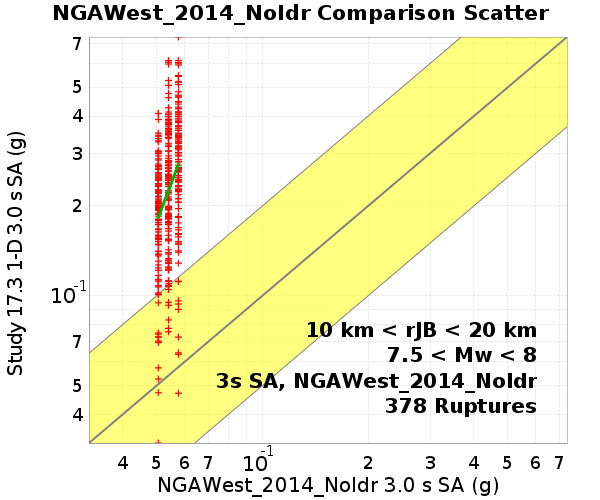 NGAWest_2014_NoIdr Comparison Scatter
Study 17.3 1-D 3.0 s SA (g)
7
5
4
3
2
10⁻¹
7
5
4
10 km < rJB < 20 km
7.5 < Mw < 8
3s SA, NGAWest_2014_NoIdr
378 Ruptures
4 5 6 7 10⁻¹ 2 3 4 5 6 7
NGAWest_2014_NoIdr 3.0 s SA (g)